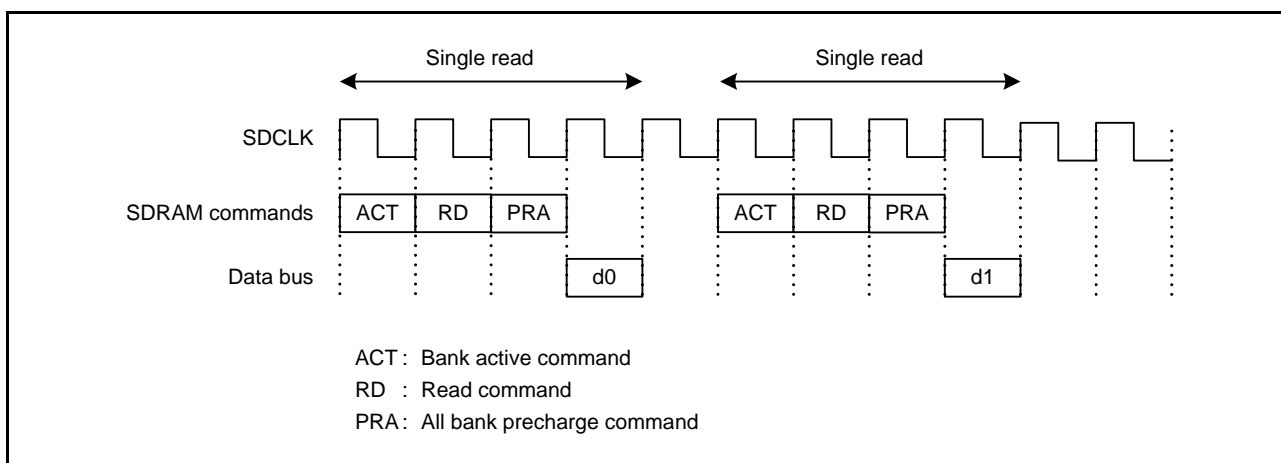 Single read Single read
SDCLK
SDRAM commands ACT RD PRA ACT RD PRA
Data bus d0 d1
ACT : Bank active command
RD : Read command
PRA : All bank precharge command